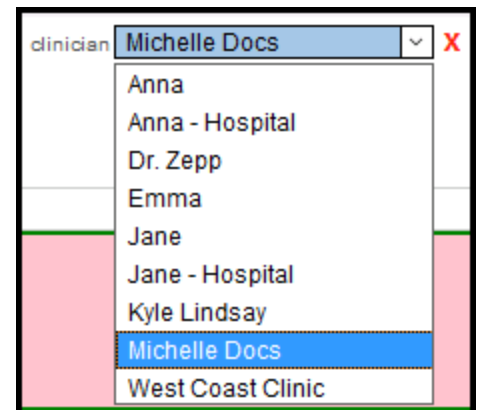 clinician Michelle Docs X
Anna
Anna - Hospital
Dr. Zepp
Emma
Jane
Jane - Hospital
Kyle Lindsay
Michelle Docs
West Coast Clinic